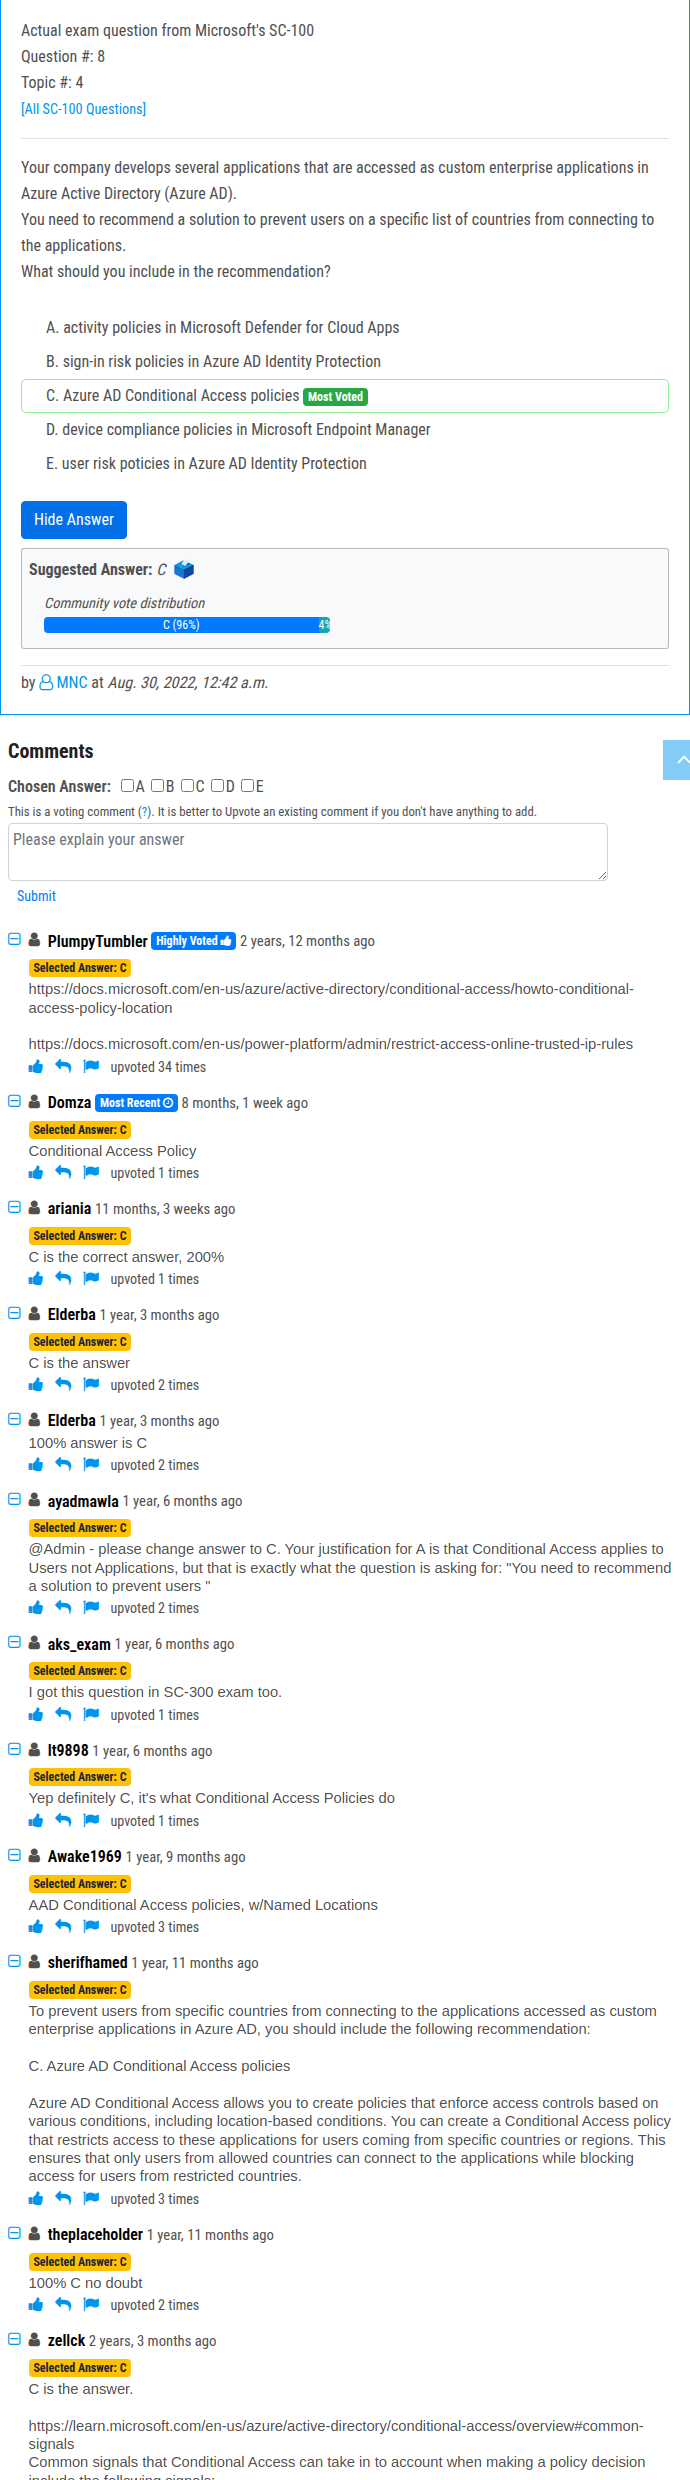 Actual exam question from Microsoft's SC-100
Question #: 8
Topic #: 4
[All SC-100 Questions]
Your company develops several applications that are accessed as custom enterprise applications in
Azure Active Directory (Azure AD).
You need to recommend a solution to prevent users on a specific list of countries from connecting to
the applications.
What should you include in the recommendation?
A. activity policies in Microsoft Defender for Cloud Apps
B. sign-in risk policies in Azure AD Identity Protection
C. Azure AD Conditional Access policies Most Voted
D. device compliance policies in Microsoft Endpoint Manager
E. user risk poticies in Azure AD Identity Protection
Hide Answer
Suggested Answer: C
Community vote distribution
C (96%) 4%
by MNC at Aug. 30, 2022, 12:42 a.m.
Comments
Chosen Answer: A B C D E
This is a voting comment (?). It is better to Upvote an existing comment if you don't have anything to add.
Please explain your answer
Submit
PlumpyTumbler Highly Voted 2 years, 12 months ago
Selected Answer: C
https://docs.microsoft.com/en-us/azure/active-directory/conditional-access/howto-conditional-
access-policy-location
https://docs.microsoft.com/en-us/power-platform/admin/restrict-access-online-trusted-ip-rules
upvoted 34 times
Domza Most Recent 8 months, 1 week ago
Selected Answer: C
Conditional Access Policy
upvoted 1 times
ariania 11 months, 3 weeks ago
Selected Answer: C
C is the correct answer, 200%
upvoted 1 times
Elderba 1 year, 3 months ago
Selected Answer: C
C is the answer
upvoted 2 times
Elderba 1 year, 3 months ago
100% answer is C
upvoted 2 times
ayadmawla 1 year, 6 months ago
Selected Answer: C
@Admin - please change answer to C. Your justification for A is that Conditional Access applies to
Users not Applications, but that is exactly what the question is asking for: "You need to recommend
a solution to prevent users "
upvoted 2 times
aks_exam 1 year, 6 months ago
Selected Answer: C
I got this question in SC-300 exam too.
upvoted 1 times
lt9898 1 year, 6 months ago
Selected Answer: C
Yep definitely C, it's what Conditional Access Policies do
upvoted 1 times
Awake1969 1 year, 9 months ago
Selected Answer: C
AAD Conditional Access policies, w/Named Locations
upvoted 3 times
sherifhamed 1 year, 11 months ago
Selected Answer: C
To prevent users from specific countries from connecting to the applications accessed as custom
enterprise applications in Azure AD, you should include the following recommendation:
C. Azure AD Conditional Access policies
Azure AD Conditional Access allows you to create policies that enforce access controls based on
various conditions, including location-based conditions. You can create a Conditional Access policy
that restricts access to these applications for users coming from specific countries or regions. This
ensures that only users from allowed countries can connect to the applications while blocking
access for users from restricted countries.
upvoted 3 times
theplaceholder 1 year, 11 months ago
Selected Answer: C
100% C no doubt
upvoted 2 times
zellck 2 years, 3 months ago
Selected Answer: C
C is the answer.
https://learn.microsoft.com/en-us/azure/active-directory/conditional-access/overview#common-
signals
Common signals that Conditional Access can take in to account when making a policy decision
include the following signals: